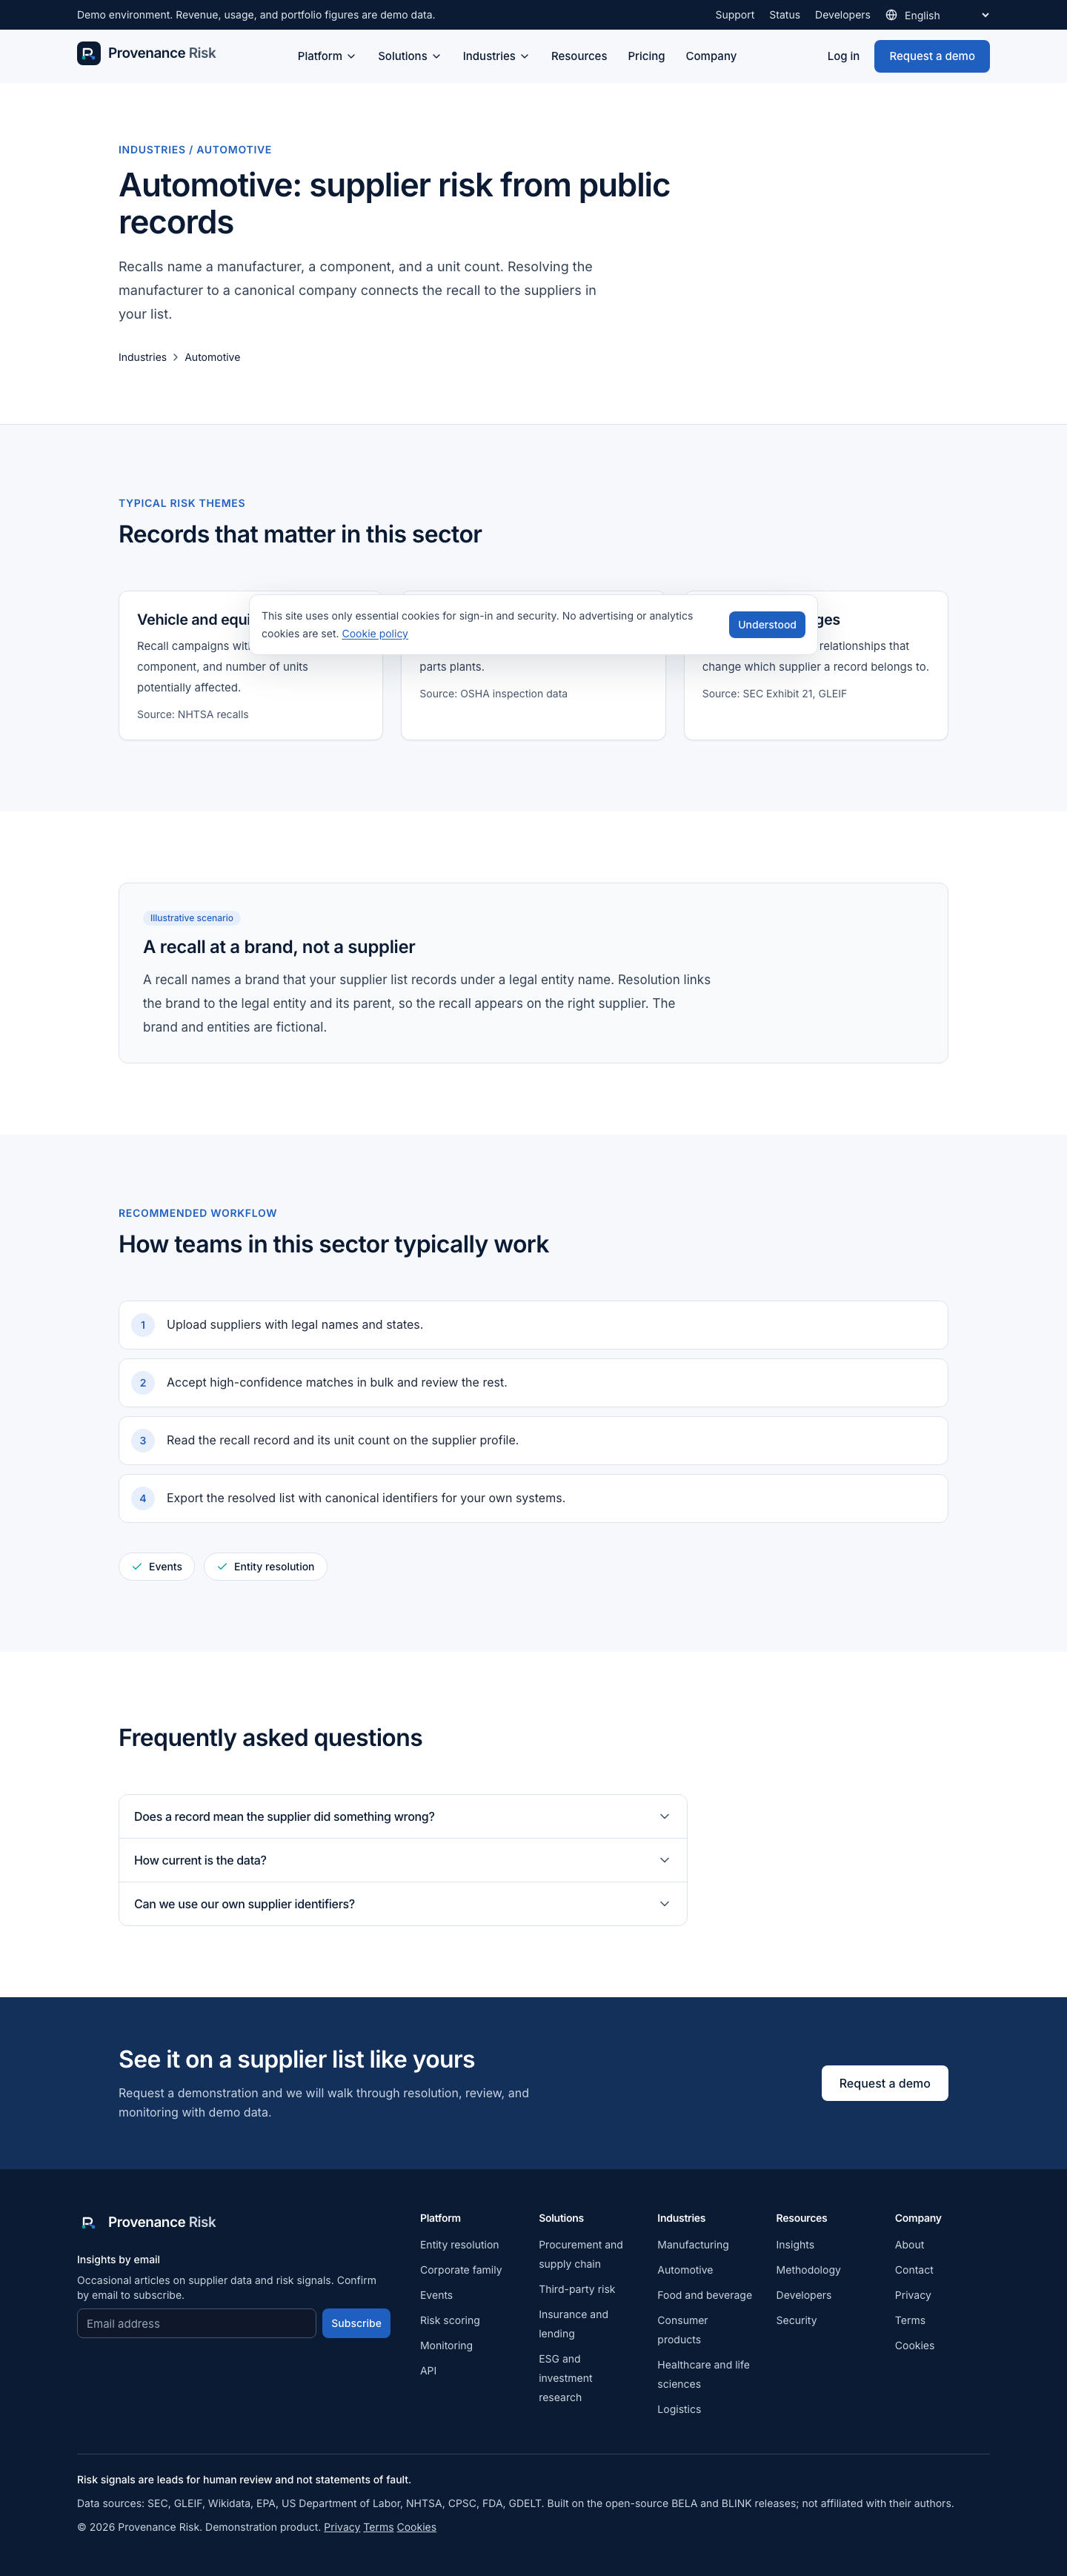 Demo environment. Revenue, usage, and portfolio figures are demo data.
Support Status Developers English
Provenance Risk
Platform Solutions Industries Resources Pricing Company
Log in Request a demo
INDUSTRIES / AUTOMOTIVE
Automotive: supplier risk from public
records
Recalls name a manufacturer, a component, and a unit count. Resolving the
manufacturer to a canonical company connects the recall to the suppliers in
your list.
Industries Automotive
TYPICAL RISK THEMES
Records that matter in this sector
This site uses only essential cookies for sign-in and security. No advertising or analytics
cookies are set. Cookie policy
Understood
Vehicle and
Recall campaigns
component, and number of units
potentially affected.
Source: NHTSA recalls
parts plants.
Source: OSHA inspection data
relationships that
change which supplier a record belongs to.
Source: SEC Exhibit 21, GLEIF
Illustrative scenario
A recall at a brand, not a supplier
A recall names a brand that your supplier list records under a legal entity name. Resolution links
the brand to the legal entity and its parent, so the recall appears on the right supplier. The
brand and entities are fictional.
RECOMMENDED WORKFLOW
How teams in this sector typically work
1 Upload suppliers with legal names and states.
2 Accept high-confidence matches in bulk and review the rest.
3 Read the recall record and its unit count on the supplier profile.
4 Export the resolved list with canonical identifiers for your own systems.
Events Entity resolution
Frequently asked questions
Does a record mean the supplier did something wrong?
How current is the data?
Can we use our own supplier identifiers?
See it on a supplier list like yours
Request a demonstration and we will walk through resolution, review, and
monitoring with demo data.
Request a demo
Provenance Risk
Insights by email
Occasional articles on supplier data and risk signals. Confirm
by email to subscribe.
Email address Subscribe
Platform
Entity resolution
Corporate family
Events
Risk scoring
Monitoring
API
Solutions
Procurement and
supply chain
Third-party risk
Insurance and
lending
ESG and
investment
research
Industries
Manufacturing
Automotive
Food and beverage
Consumer
products
Healthcare and life
sciences
Logistics
Resources
Insights
Methodology
Developers
Security
Company
About
Contact
Privacy
Terms
Cookies
Risk signals are leads for human review and not statements of fault.
Data sources: SEC, GLEIF, Wikidata, EPA, US Department of Labor, NHTSA, CPSC, FDA, GDELT. Built on the open-source BELA and BLINK releases; not affiliated with their authors.
© 2026 Provenance Risk. Demonstration product. Privacy Terms Cookies